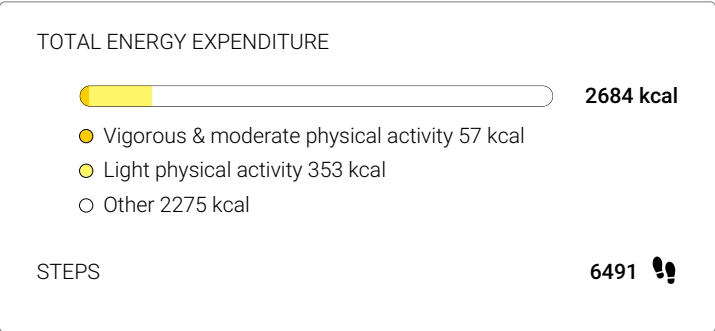 TOTAL ENERGY EXPENDITURE
2684 kcal
Vigorous & moderate physical activity 57 kcal
Light physical activity 353 kcal
Other 2275 kcal
STEPS 6491